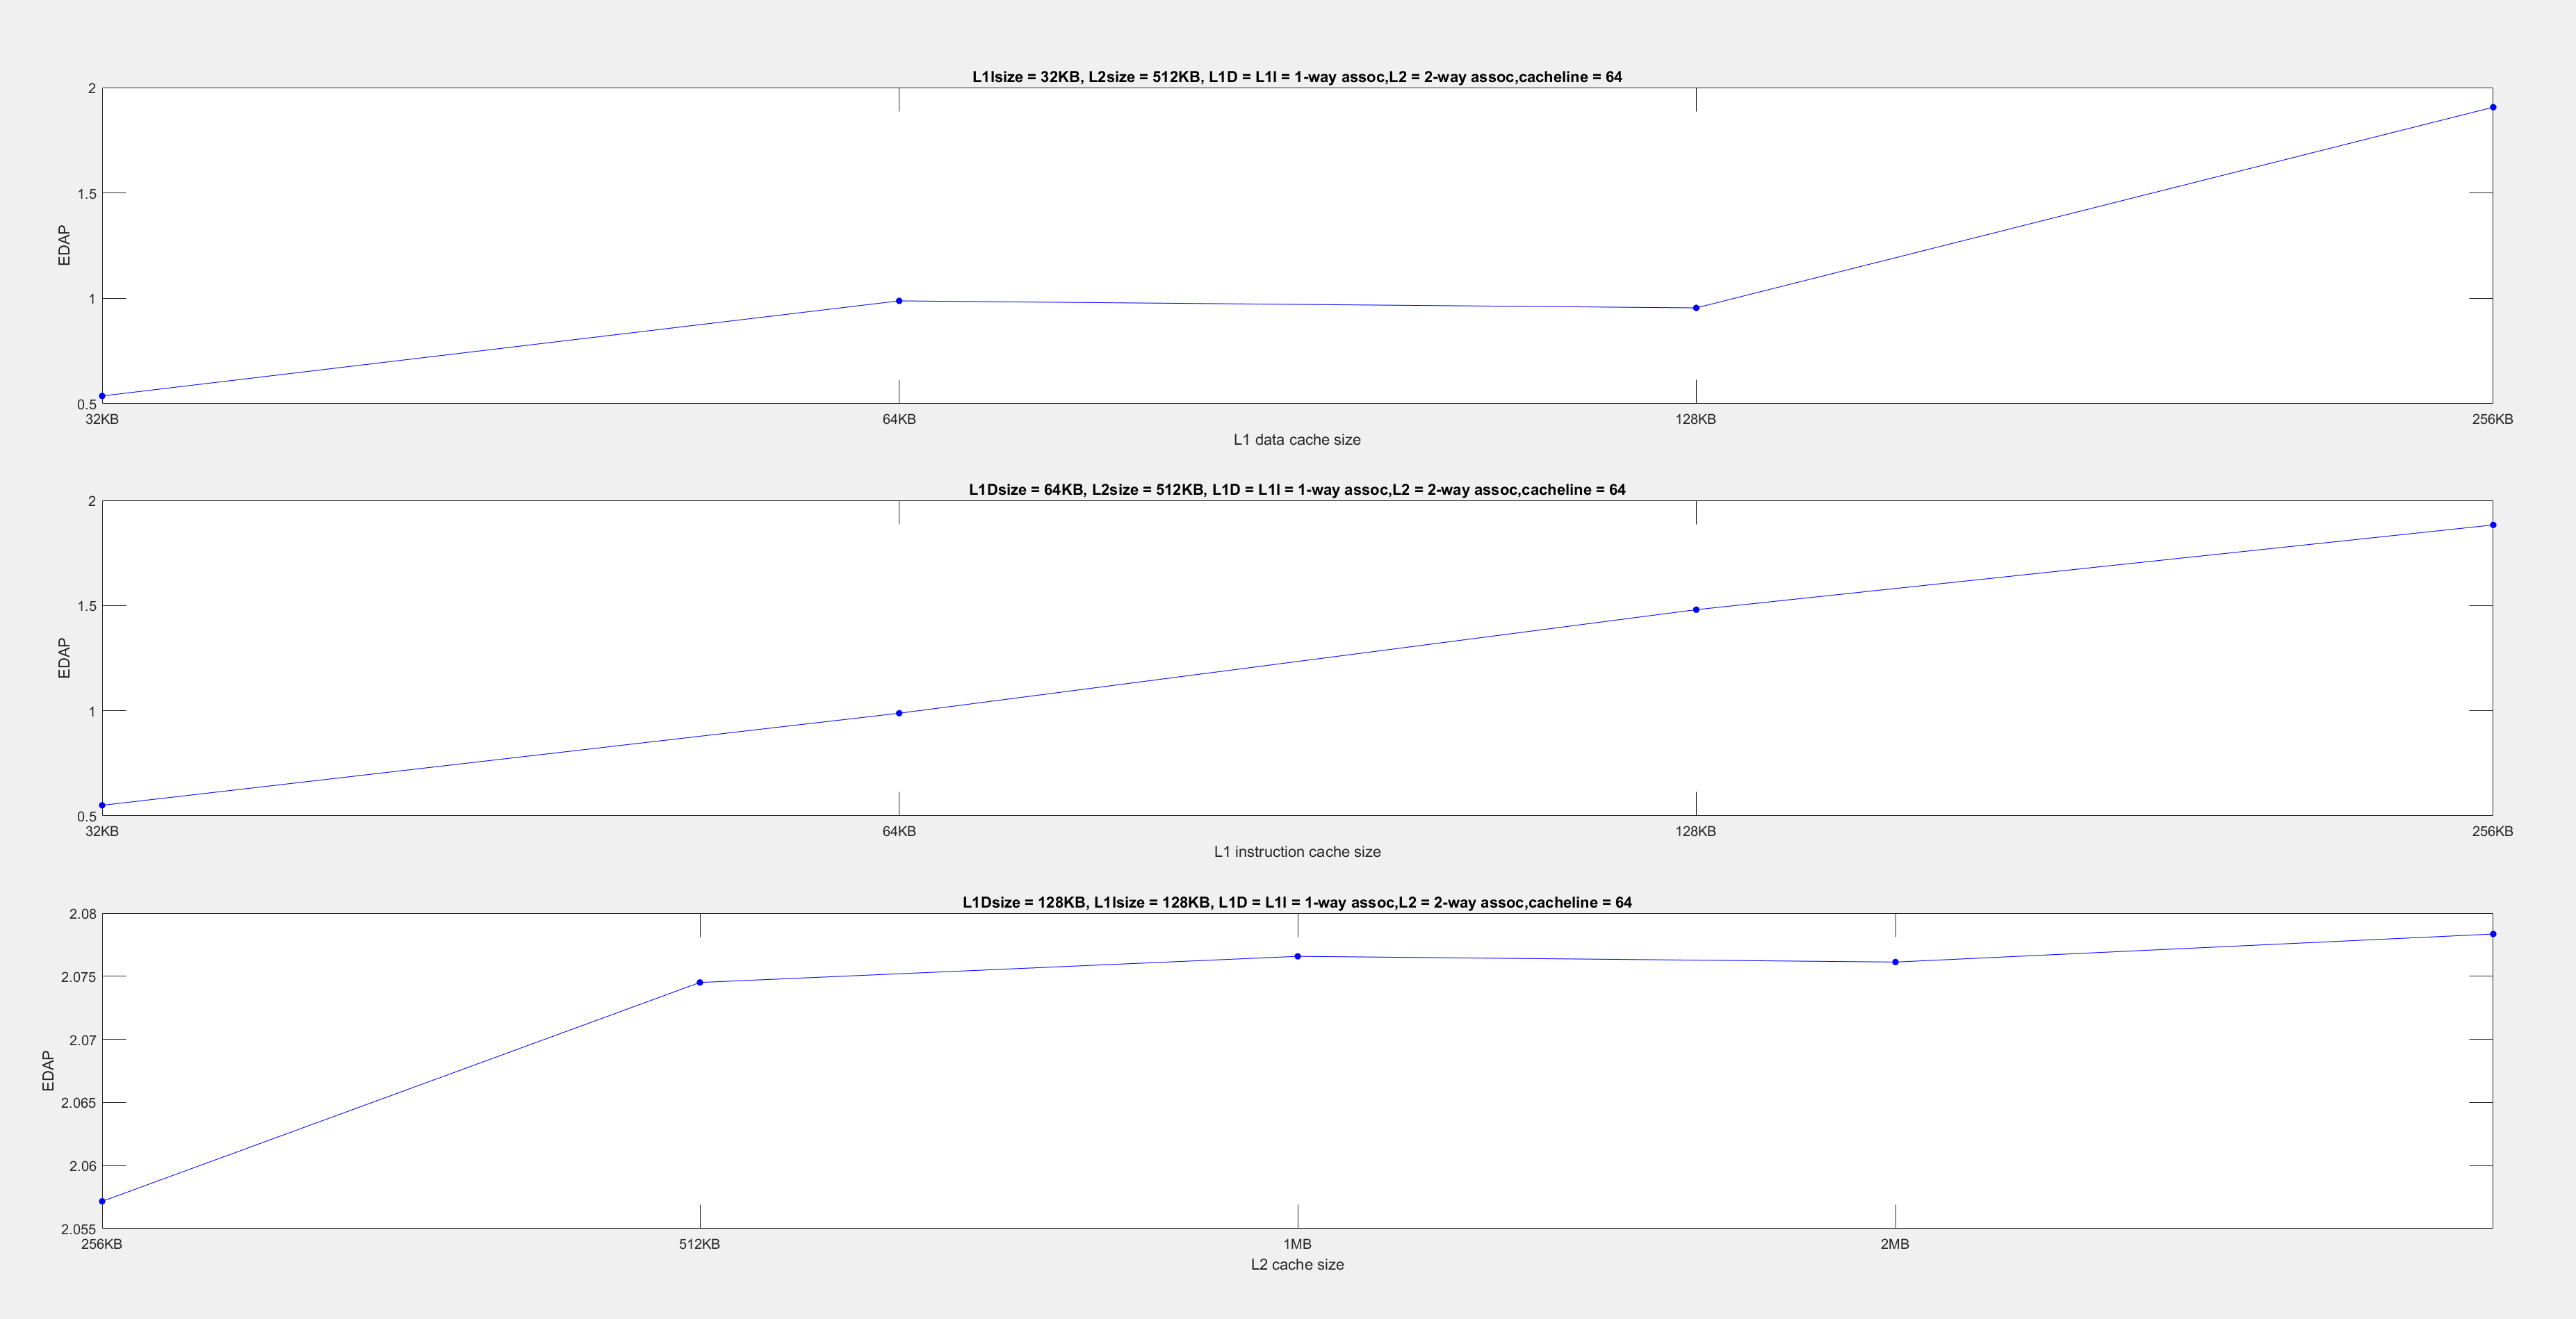 L1Isize = 32KB, L2size = 512KB, L1D = L1I = 1-way assoc,L2 = 2-way assoc,cacheline = 64
2
1.5
1
0.5
EDAP
32KB 64KB 128KB 256KB
L1 data cache size
L1Dsize = 64KB, L2size = 512KB, L1D = L1I = 1-way assoc,L2 = 2-way assoc,cacheline = 64
2
1.5
1
0.5
EDAP
32KB 64KB 128KB 256KB
L1 instruction cache size
L1Dsize = 128KB, L1Isize = 128KB, L1D = L1I = 1-way assoc,L2 = 2-way assoc,cacheline = 64
2.08
2.075
2.07
2.065
2.06
2.055
EDAP
256KB 512KB 1MB 2MB
L2 cache size